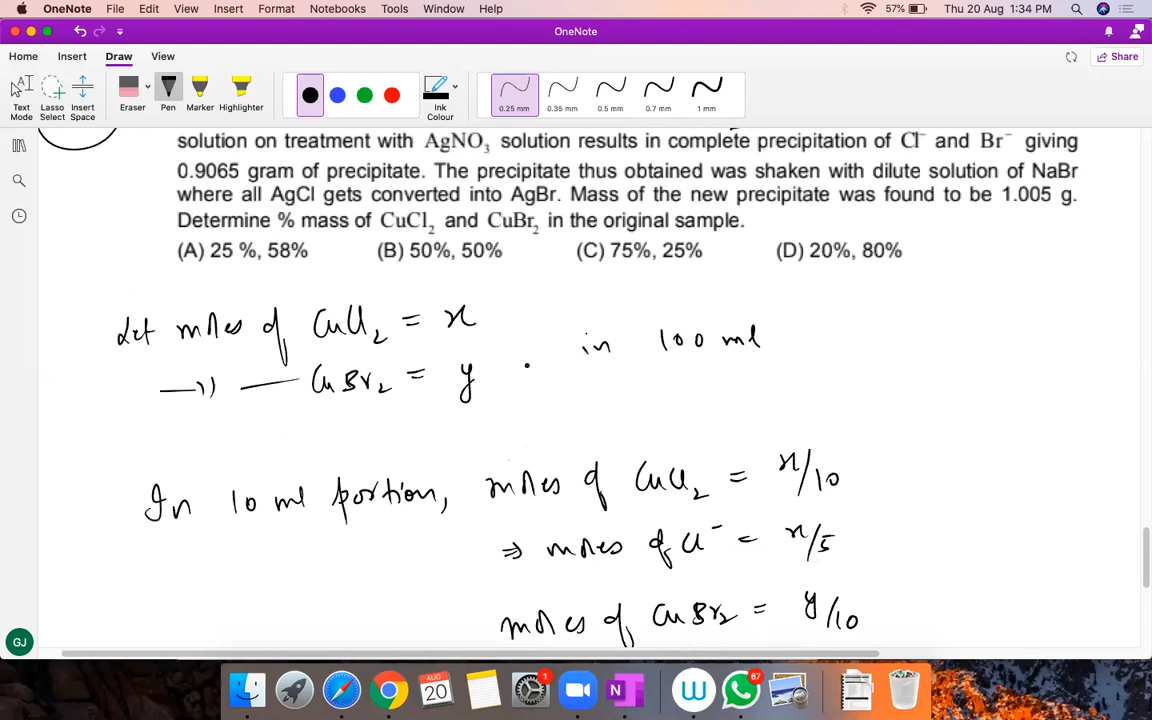 OneNote File Edit View Insert Format Notebooks Tools Window Help 57% Thu 20 Aug 1:34 PM
OneNote
Home Insert Draw View Share
Text Mode Lasso Select Insert Space Eraser Pen Marker Highlighter Ink Colour 0.25 mm 0.35 mm 0.5 mm 0.7 mm 1 mm
solution on treatment with AgNO₃ solution results in complete precipitation of Cl⁻ and Br⁻ giving
0.9065 gram of precipitate. The precipitate thus obtained was shaken with dilute solution of NaBr
where all AgCl gets converted into AgBr. Mass of the new precipitate was found to be 1.005 g.
Determine % mass of CuCl₂ and CuBr₂ in the original sample.
(A) 25 %, 58% (B) 50%, 50% (C) 75%, 25% (D) 20%, 80%
Let moles of CuCl₂ = x
—〃— CuBr₂ = y in 100 ml
In 10 ml portion, moles of CuCl₂ = x/10
⇒ moles of Cl⁻ = x/5
moles of CuBr₂ = y/10
GJ
AUG
20
1
67